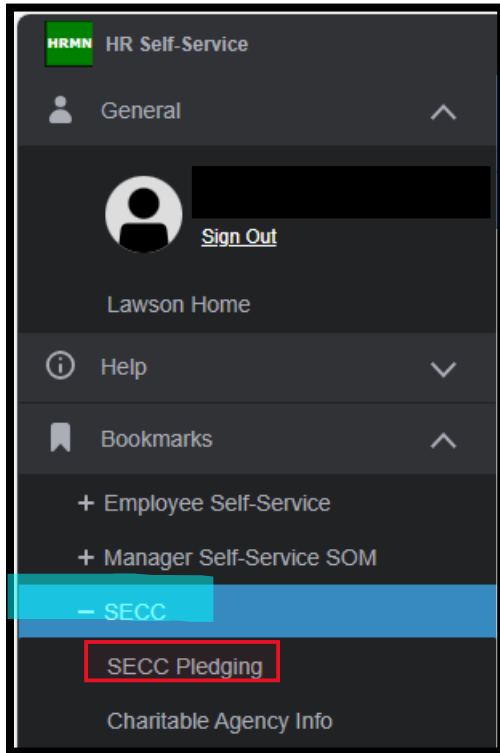 HRMN HR Self-Service
General
Sign Out
Lawson Home
Help
Bookmarks
+ Employee Self-Service
+ Manager Self-Service SOM
− SECC
SECC Pledging
Charitable Agency Info